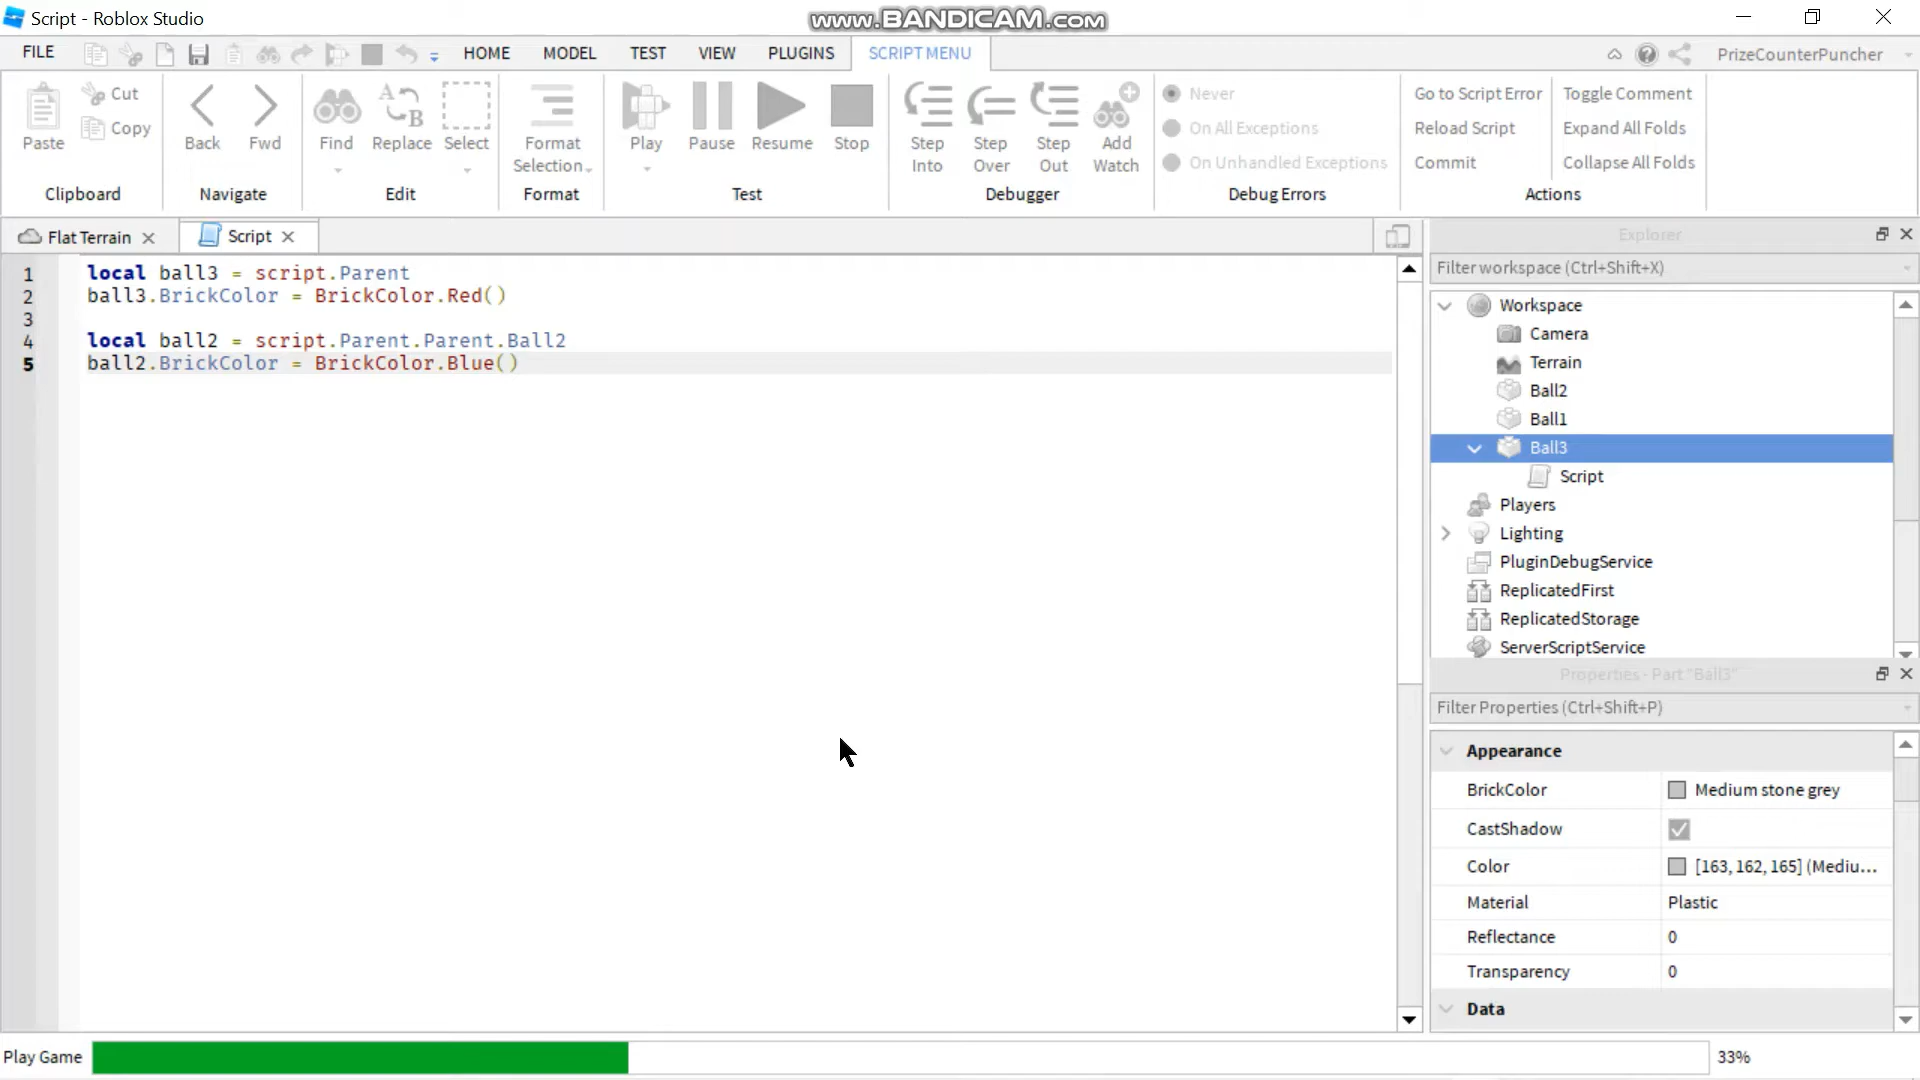 Script - Roblox Studio
www.BANDICAM.com
FILE
HOME
MODEL
TEST
VIEW
PLUGINS
SCRIPT MENU
PrizeCounterPuncher
Paste
Cut
Copy
Clipboard
Back
Fwd
Navigate
Find
Replace
Select
Edit
Format
Selection
Format
Play
Pause
Resume
Stop
Test
Step
Into
Step
Over
Step
Out
Add
Watch
Debugger
Never
On All Exceptions
On Unhandled Exceptions
Debug Errors
Go to Script Error
Reload Script
Commit
Toggle Comment
Expand All Folds
Collapse All Folds
Actions
Flat Terrain
Script
1 local ball3 = script.Parent
2 ball3.BrickColor = BrickColor.Red()
3
4 local ball2 = script.Parent.Parent.Ball2
5 ball2.BrickColor = BrickColor.Blue()
Explorer
Filter workspace (Ctrl+Shift+X)
Workspace
Camera
Terrain
Ball2
Ball1
Ball3
Script
Players
Lighting
PluginDebugService
ReplicatedFirst
ReplicatedStorage
ServerScriptService
Properties - Part "Ball3"
Filter Properties (Ctrl+Shift+P)
Appearance
BrickColor Medium stone grey
CastShadow
Color [163, 162, 165] (Mediu...
Material Plastic
Reflectance 0
Transparency 0
Data
Play Game
33%